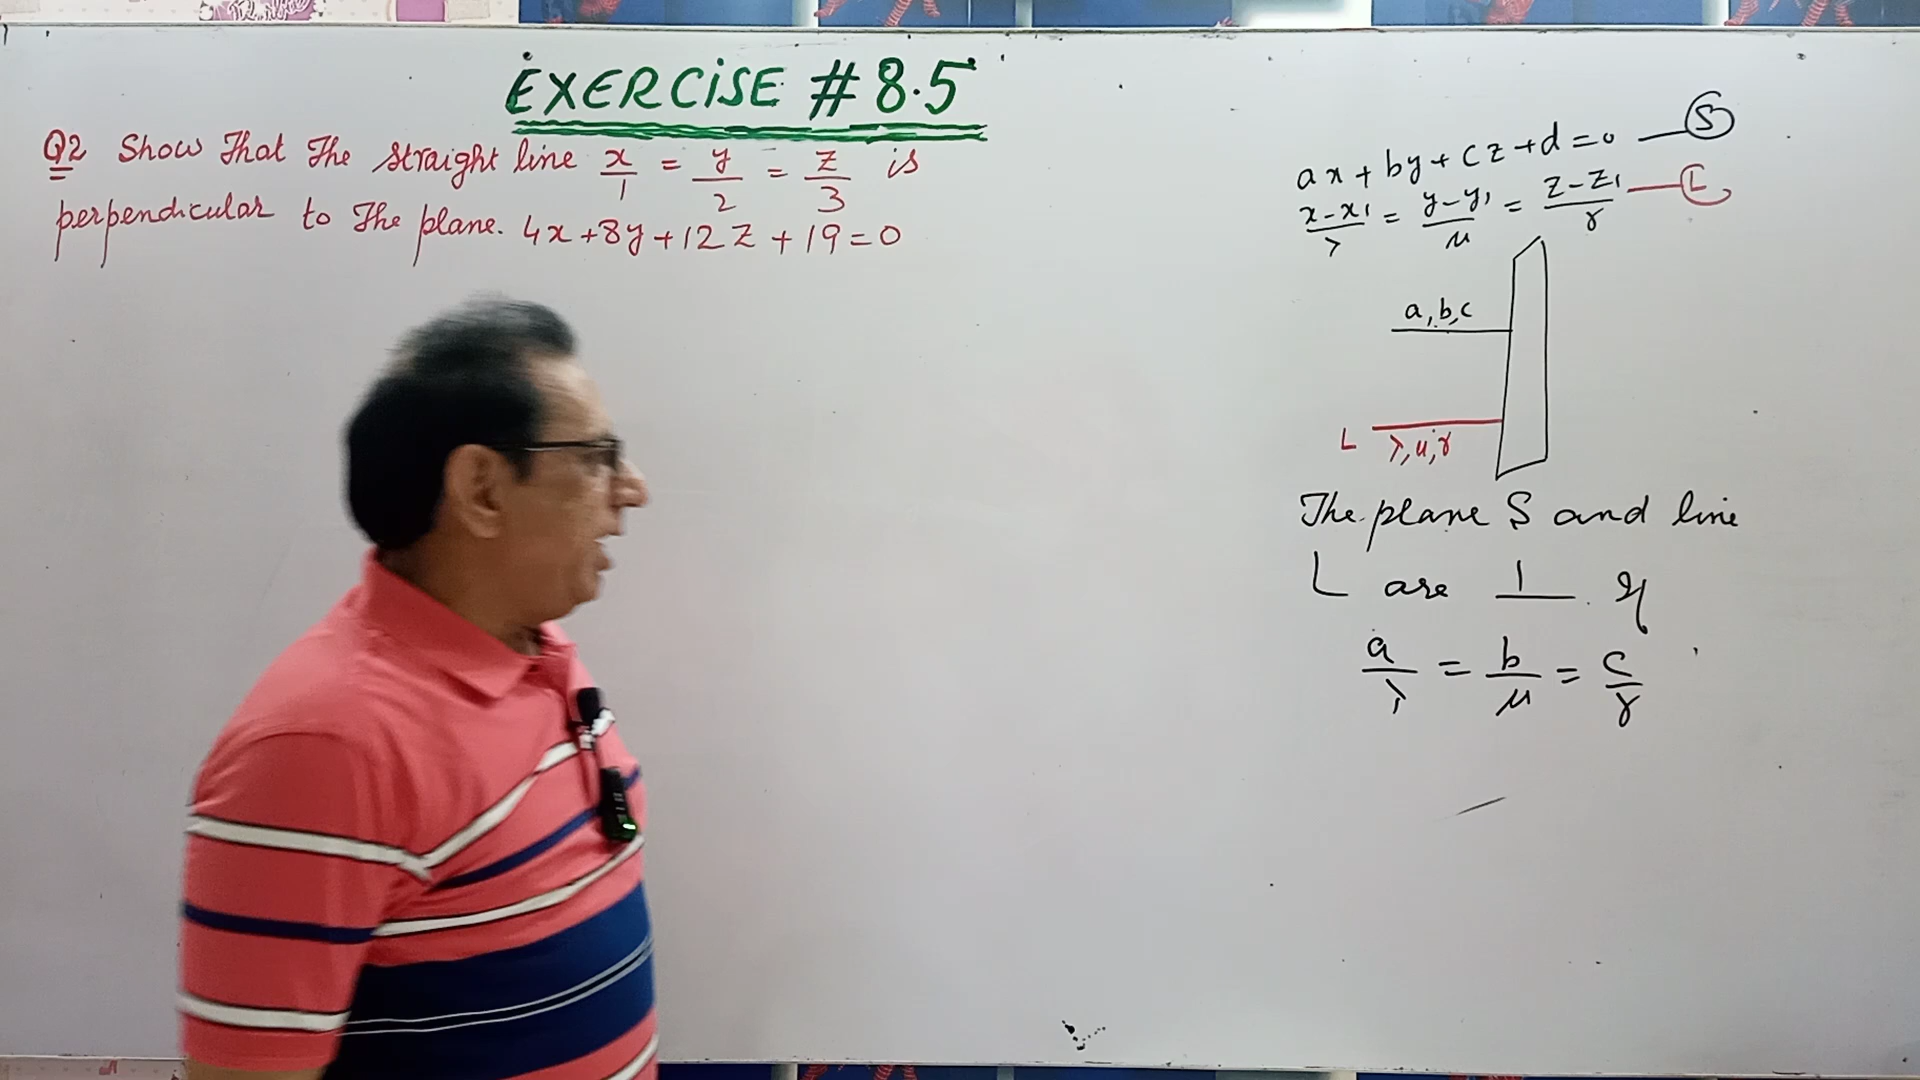 EXERCISE # 8.5
Q2 Show That The straight line x/1 = y/2 = z/3 is
perpendicular to The plane. 4x+8y+12z+19=0
ax+by+cz+d=0 — S
x-x₁/λ = y-y₁/μ = z-z₁/γ — L
a,b,c
L λ,μ,γ
The plane S and line
L are ⊥ if
a/λ = b/μ = c/γ